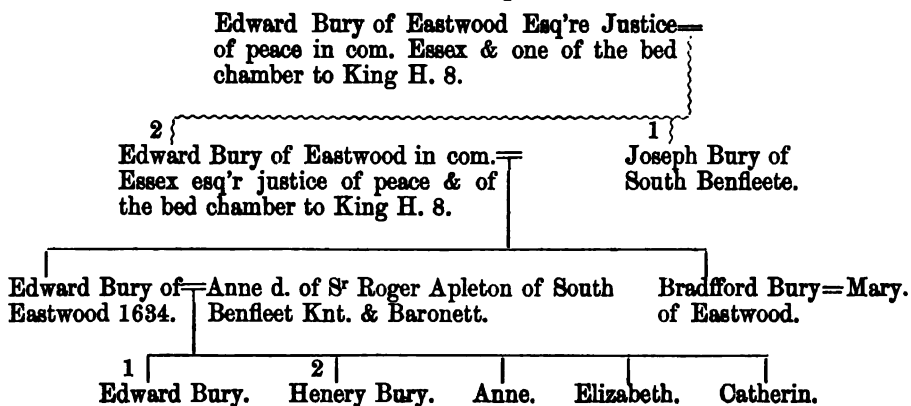 Edward Bury of Eastwood Esq're Justice=
of peace in com. Essex & one of the bed
chamber to King H. 8.
2
1
Edward Bury of Eastwood in com.=
Essex esq'r justice of peace & of
the bed chamber to King H. 8.
Joseph Bury of
South Benfleete.
Edward Bury of=Anne d. of Sr Roger Apleton of South
Eastwood 1634.
Benfleet Knt. & Baronett.
Bradfford Bury=Mary.
of Eastwood.
1
2
Edward Bury.
Henery Bury.
Anne.
Elizabeth.
Catherin.